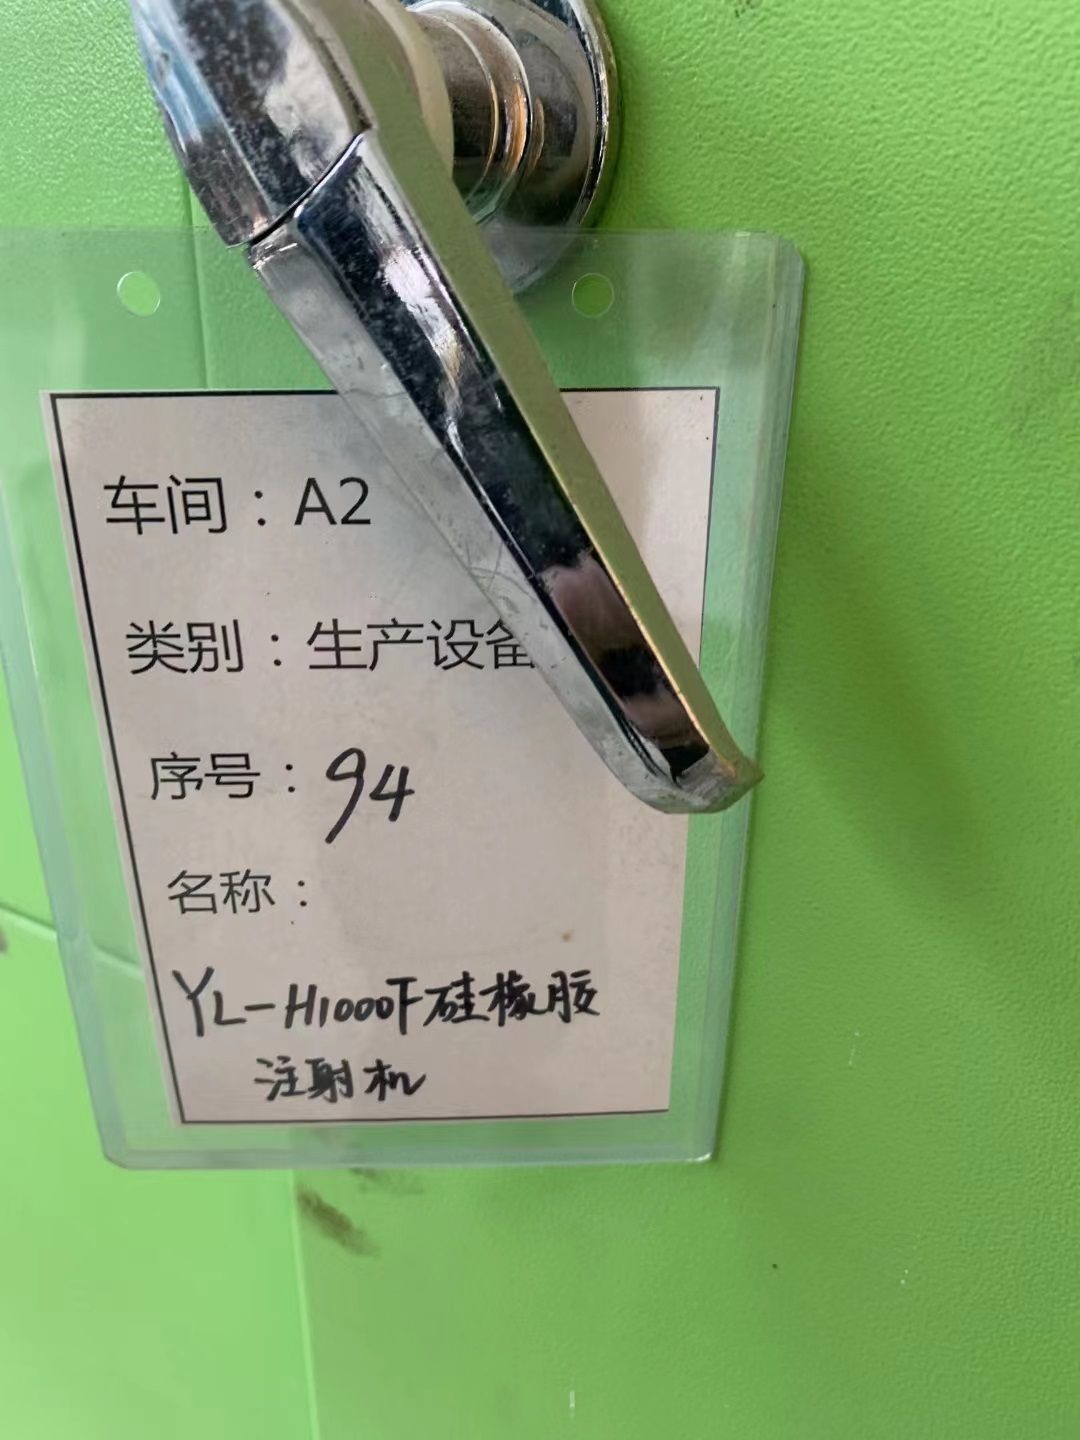 车间：A2
类别：生产设备
序号：94
名称：
YL-H1000F硅橡胶
注射机